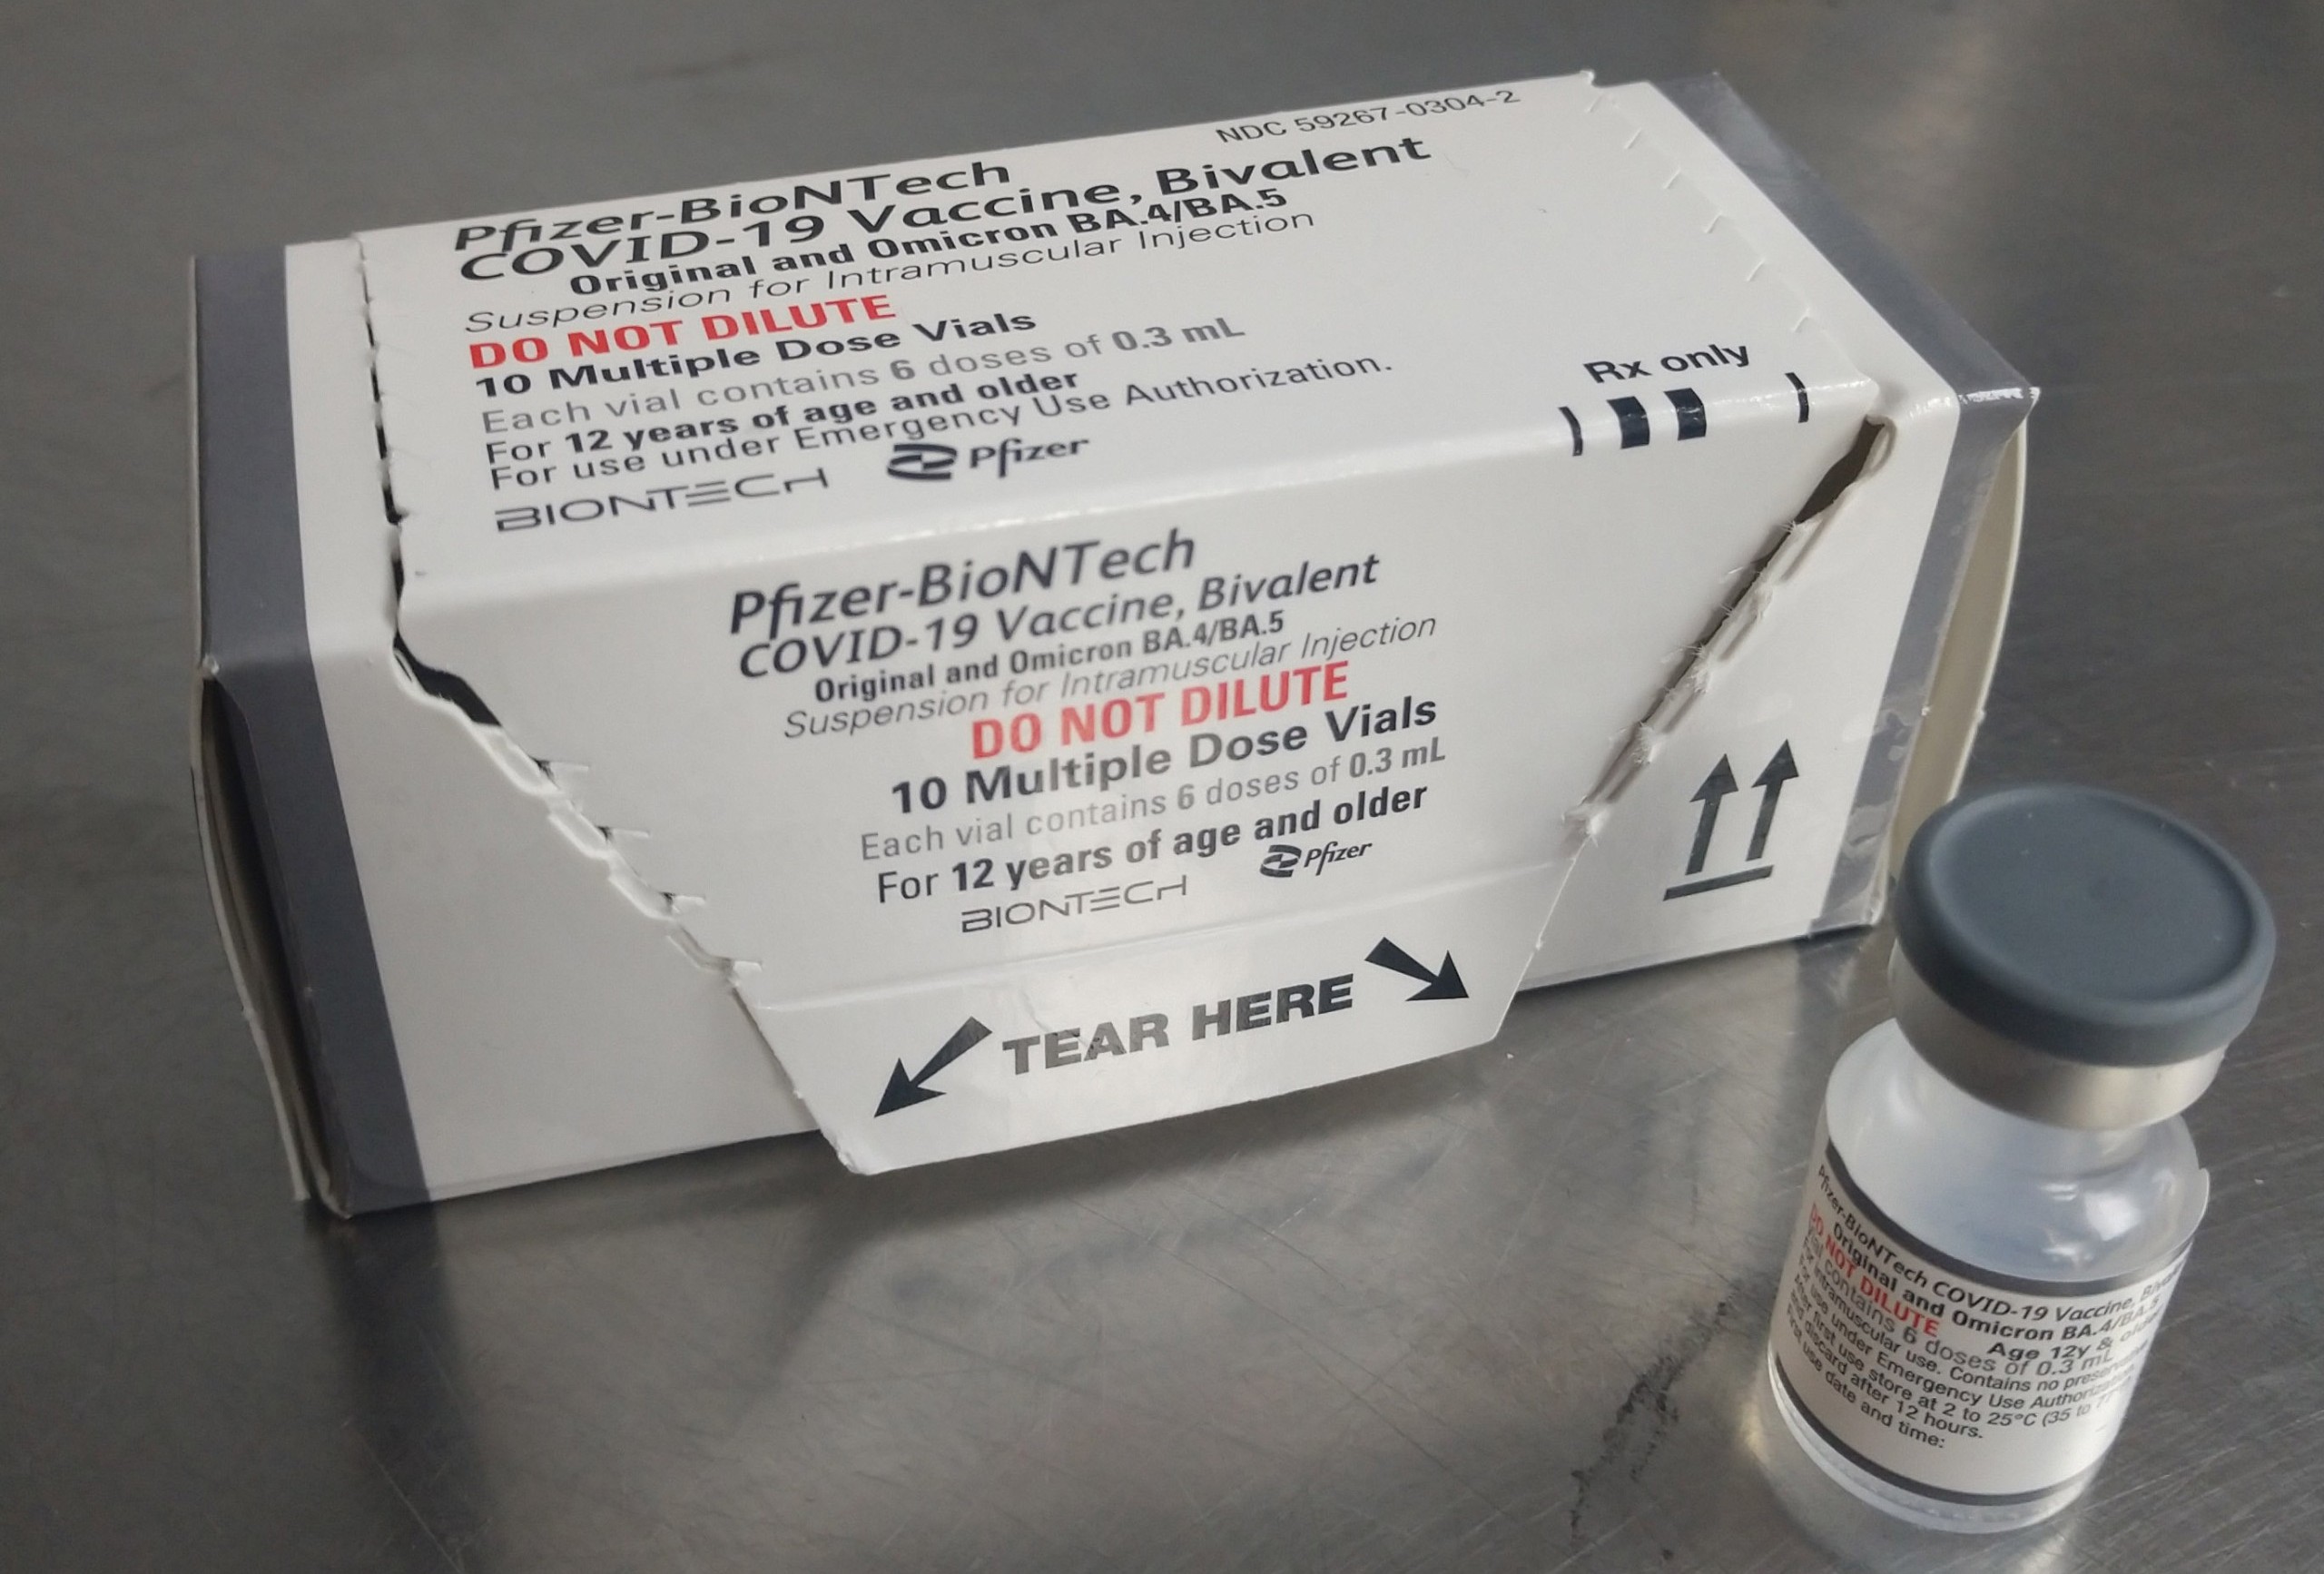 NDC 59267-0304-2
Pfizer-BioNTech
COVID-19 Vaccine, Bivalent
Original and Omicron BA.4/BA.5
Suspension for Intramuscular Injection
DO NOT DILUTE
10 Multiple Dose Vials
Each vial contains 6 doses of 0.3 mL
For 12 years of age and older
For use under Emergency Use Authorization.
BIONTECH Pfizer
Rx only
Pfizer-BioNTech
COVID-19 Vaccine, Bivalent
Original and Omicron BA.4/BA.5
Suspension for Intramuscular Injection
DO NOT DILUTE
10 Multiple Dose Vials
Each vial contains 6 doses of 0.3 mL
For 12 years of age and older
BIONTECH Pfizer
TEAR HERE
Pfizer-BioNTech COVID-19 Vaccine,
Original and Omicron BA.4/BA.5
DO NOT DILUTE Age 12y &
Vial contains 6 doses of 0.3 mL
For intramuscular use. Contains no
For use under Emergency Use
After first use store at 2 to 25°C (35 to
and discard after 12 hours.
First use date and time: